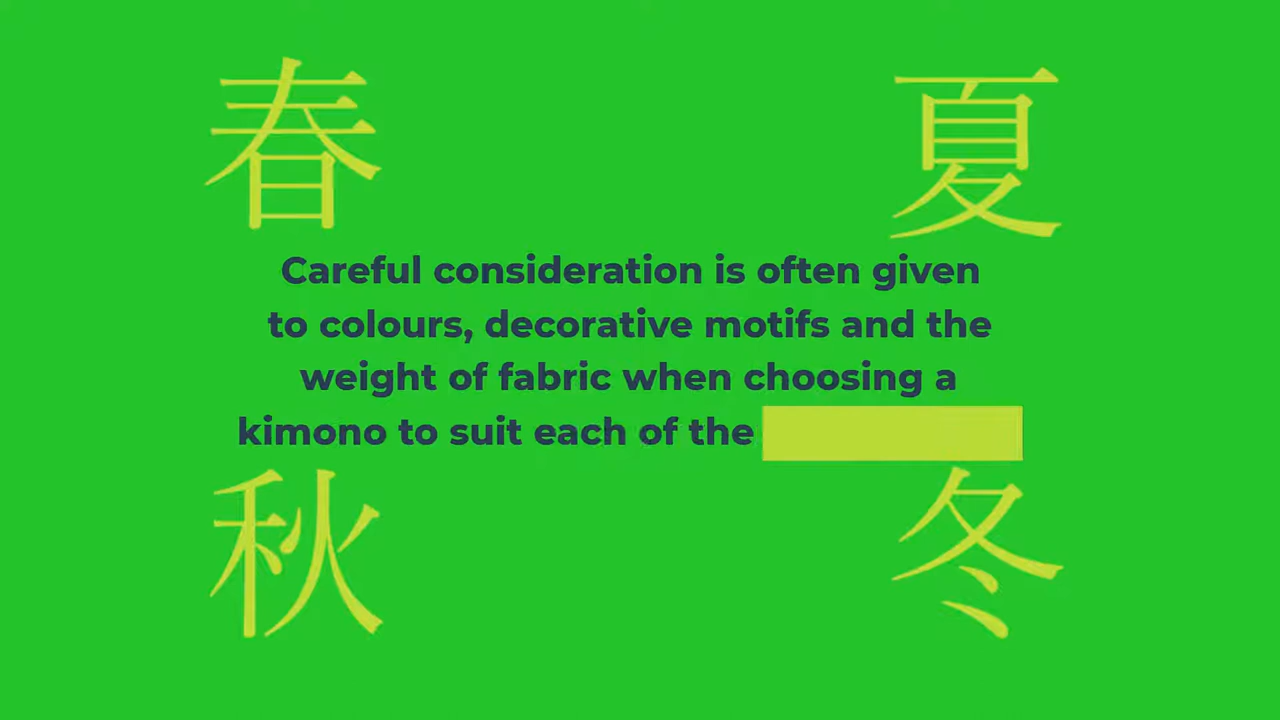 春
夏
Careful consideration is often given
to colours, decorative motifs and the
weight of fabric when choosing a
kimono to suit each of the
秋
冬